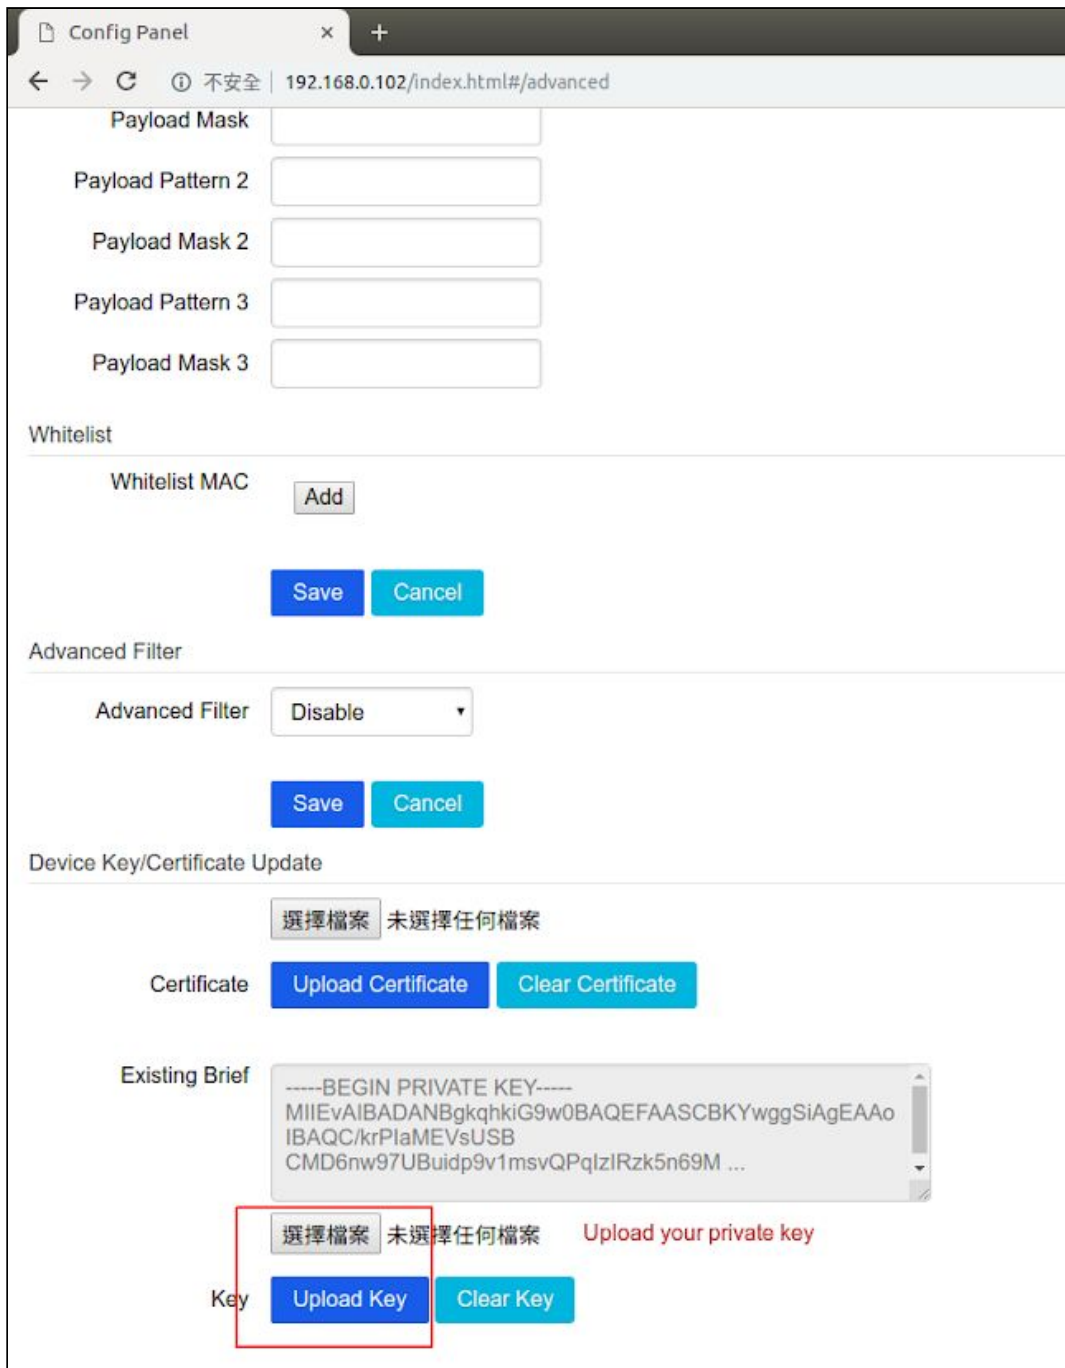 Config Panel
不安全 192.168.0.102/index.html#/advanced
Payload Mask
Payload Pattern 2
Payload Mask 2
Payload Pattern 3
Payload Mask 3
Whitelist
Whitelist MAC Add
Save Cancel
Advanced Filter
Advanced Filter Disable
Save Cancel
Device Key/Certificate Update
選擇檔案 未選擇任何檔案
Certificate Upload Certificate Clear Certificate
Existing Brief
-----BEGIN PRIVATE KEY-----
MIIEvAIBADANBgkqhkiG9w0BAQEFAASCBKYwggSiAgEAAo
IBAQC/krPIaMEVsUSB
CMD6nw97UBuidp9v1msvQPqIzIRzk5n69M ...
選擇檔案 未選擇任何檔案 Upload your private key
Key Upload Key Clear Key